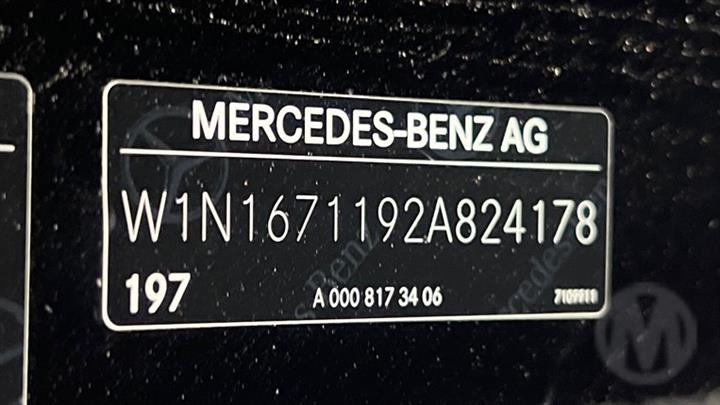 MERCEDES-BENZ AG
W1N1671192A824178
197
A 000 817 34 06